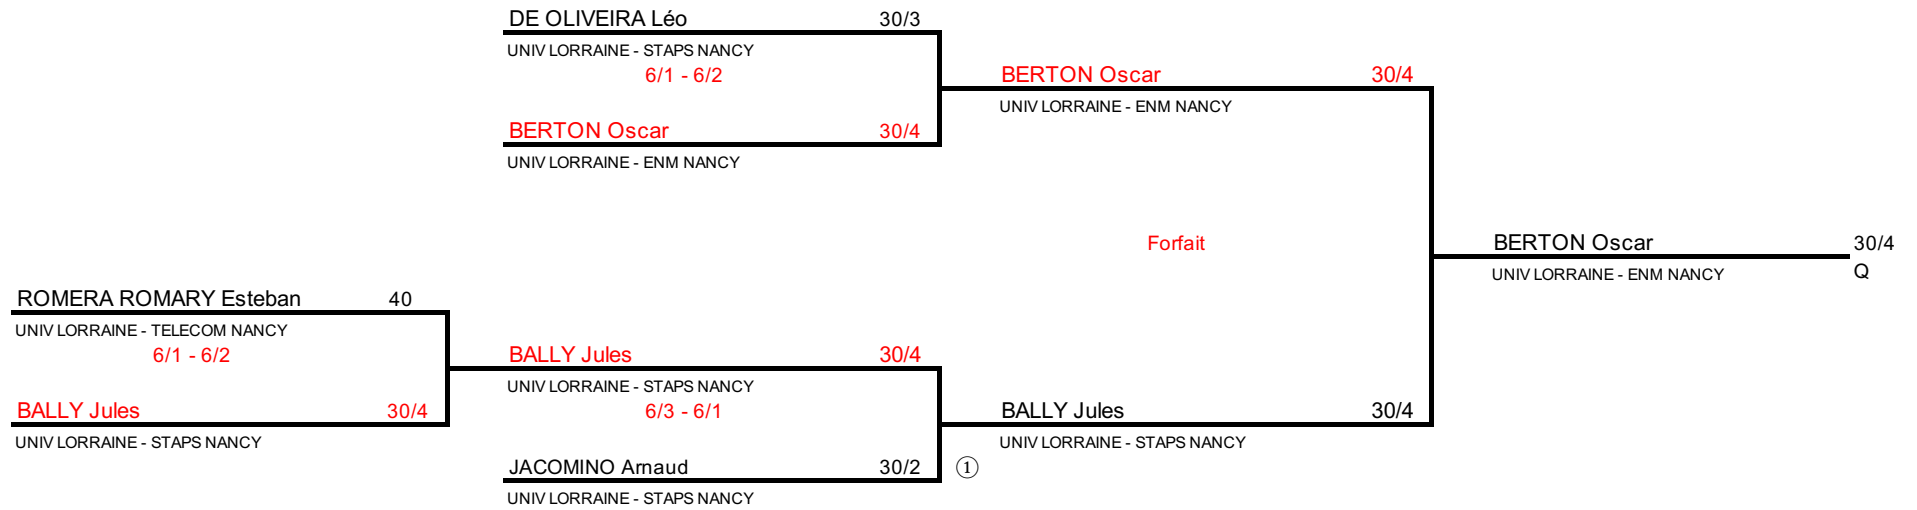 DE OLIVEIRA Léo 30/3
UNIV LORRAINE - STAPS NANCY
6/1 - 6/2
BERTON Oscar 30/4
UNIV LORRAINE - ENM NANCY
BERTON Oscar 30/4
UNIV LORRAINE - ENM NANCY
Forfait
BERTON Oscar 30/4
UNIV LORRAINE - ENM NANCY Q
ROMERA ROMARY Esteban 40
UNIV LORRAINE - TELECOM NANCY
6/1 - 6/2
BALLY Jules 30/4
UNIV LORRAINE - STAPS NANCY
BALLY Jules 30/4
UNIV LORRAINE - STAPS NANCY
6/3 - 6/1
JACOMINO Arnaud 30/2 ①
UNIV LORRAINE - STAPS NANCY
BALLY Jules 30/4
UNIV LORRAINE - STAPS NANCY